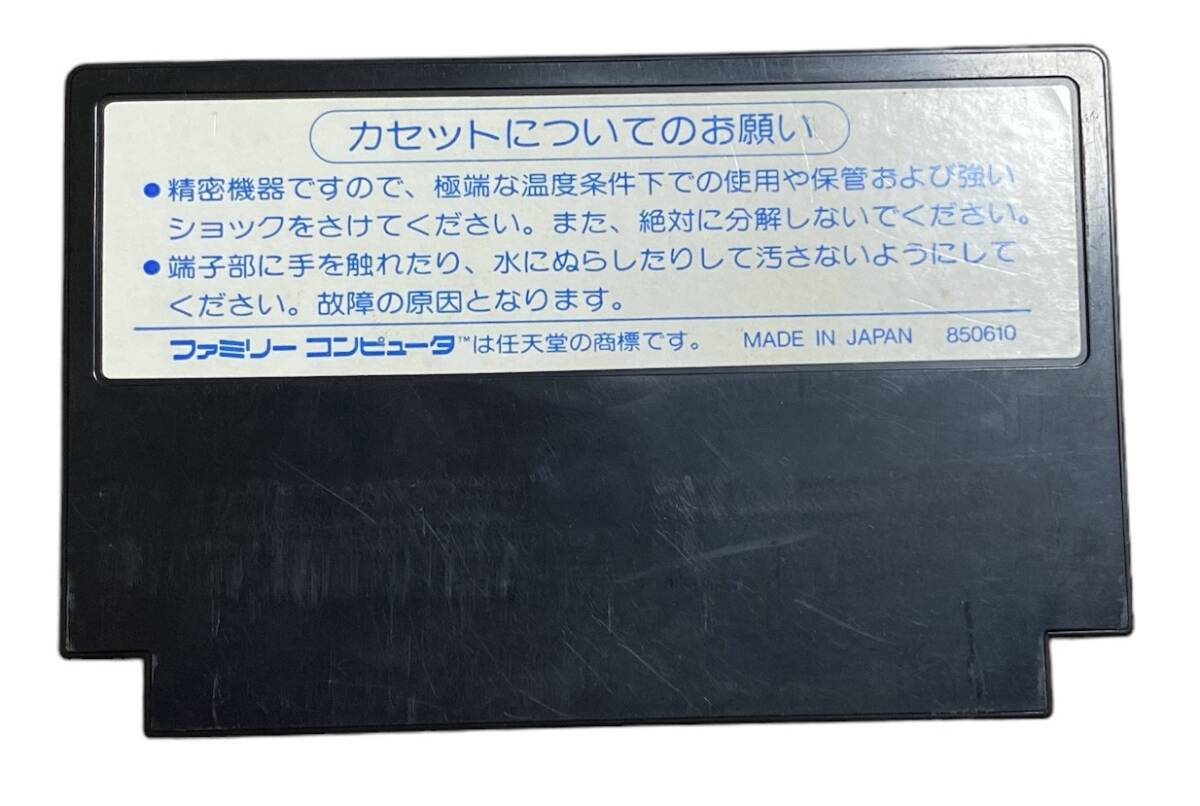 カセットについてのお願い
●精密機器ですので、極端な温度条件下での使用や保管および強い
ショックをさけてください。また、絶対に分解しないでください。
●端子部に手を触れたり、水にぬらしたりして汚さないようにして
ください。故障の原因となります。
ファミリーコンピュータ™は任天堂の商標です。 MADE IN JAPAN 850610